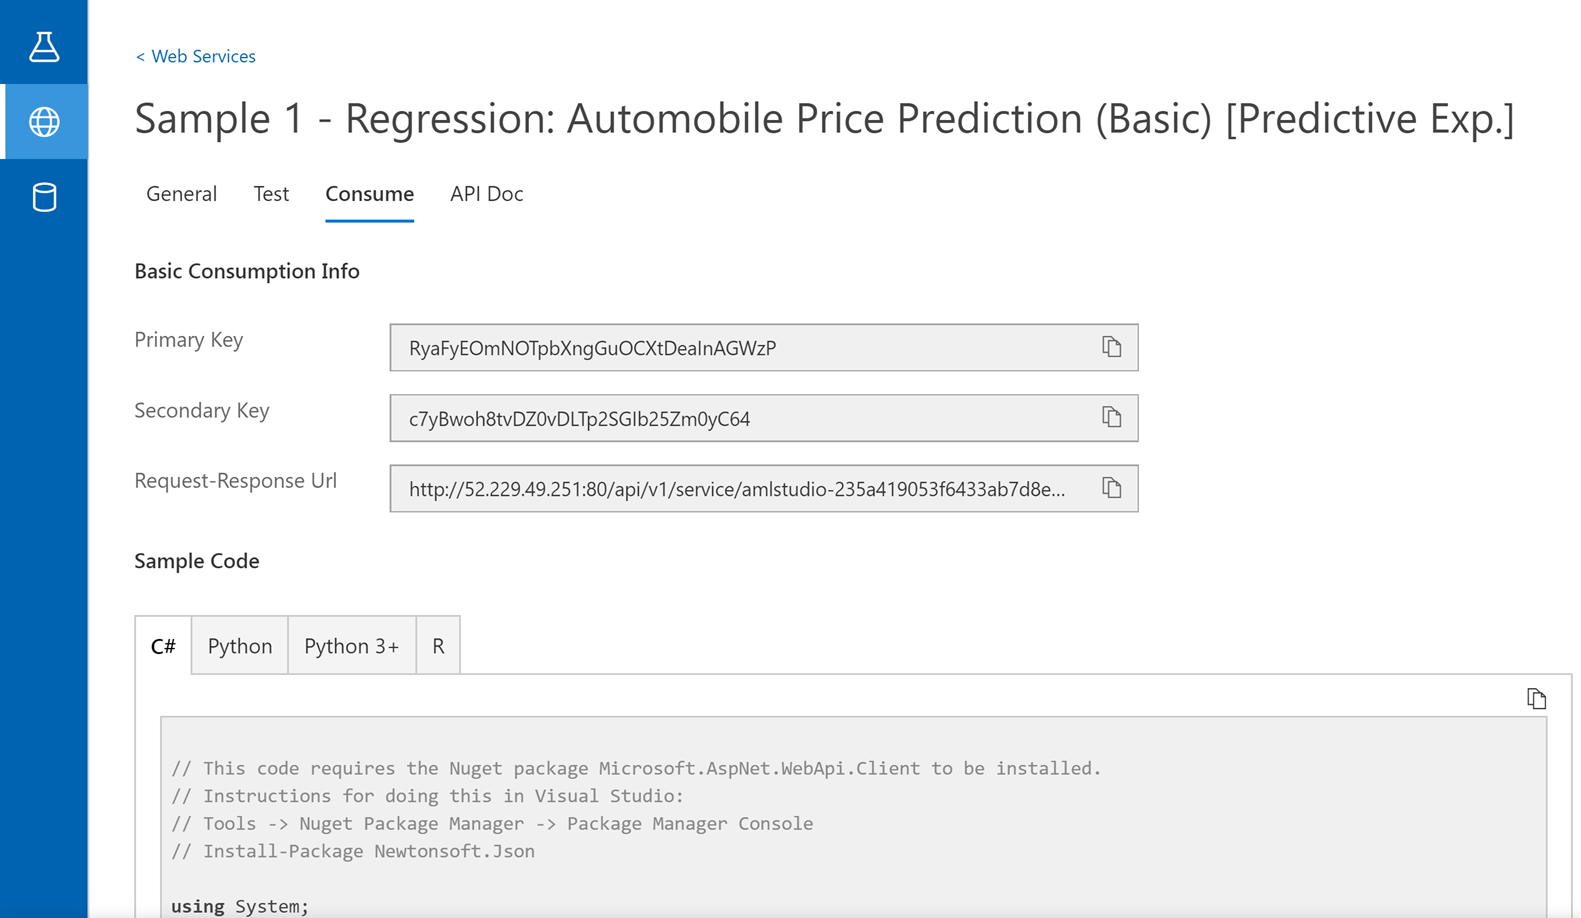 < Web Services
Sample 1 - Regression: Automobile Price Prediction (Basic) [Predictive Exp.]
General Test Consume API Doc
Basic Consumption Info
Primary Key RyaFyEOmNOTpbXngGuOCXtDeaInAGWzP
Secondary Key c7yBwoh8tvDZ0vDLTp2SGIb25Zm0yC64
Request-Response Url http://52.229.49.251:80/api/v1/service/amlstudio-235a419053f6433ab7d8e...
Sample Code
C# Python Python 3+ R
// This code requires the Nuget package Microsoft.AspNet.WebApi.Client to be installed.
// Instructions for doing this in Visual Studio:
// Tools -> Nuget Package Manager -> Package Manager Console
// Install-Package Newtonsoft.Json
using System;